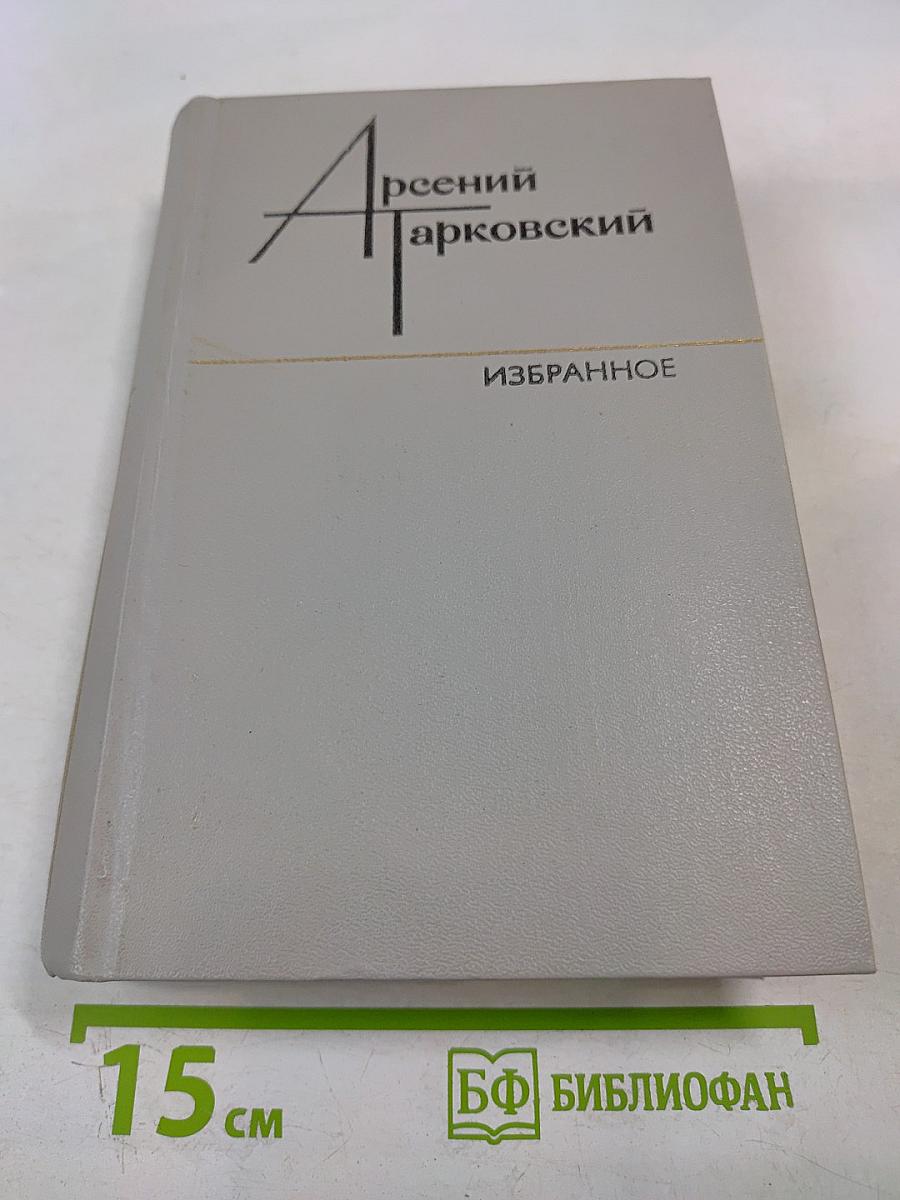 Арсений
Тарковский
ИЗБРАННОЕ
15 см
БФ БИБЛИОФАН